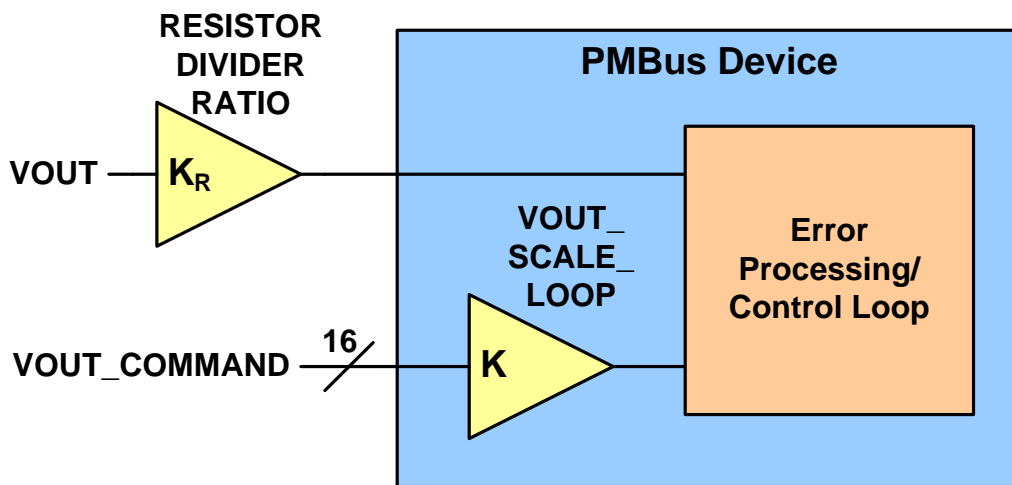 RESISTOR
DIVIDER
RATIO
PMBus Device
VOUT
KR
VOUT_
SCALE_
LOOP
Error
Processing/
Control Loop
16
VOUT_COMMAND
K